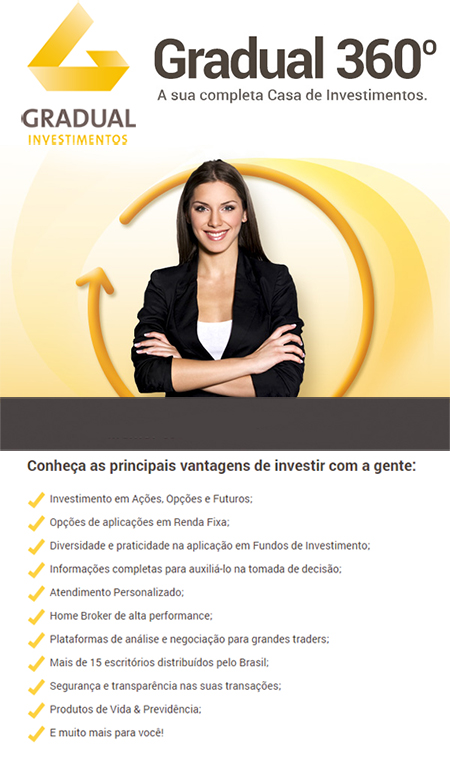 Gradual 360º
A sua completa Casa de Investimentos.
GRADUAL
INVESTIMENTOS
Conheça as principais vantagens de investir com a gente:
Investimento em Ações, Opções e Futuros;
Opções de aplicações em Renda Fixa;
Diversidade e praticidade na aplicação em Fundos de Investimento;
Informações completas para auxiliá-lo na tomada de decisão;
Atendimento Personalizado;
Home Broker de alta performance;
Plataformas de análise e negociação para grandes traders;
Mais de 15 escritórios distribuídos pelo Brasil;
Segurança e transparência nas suas transações;
Produtos de Vida & Previdência;
E muito mais para você!